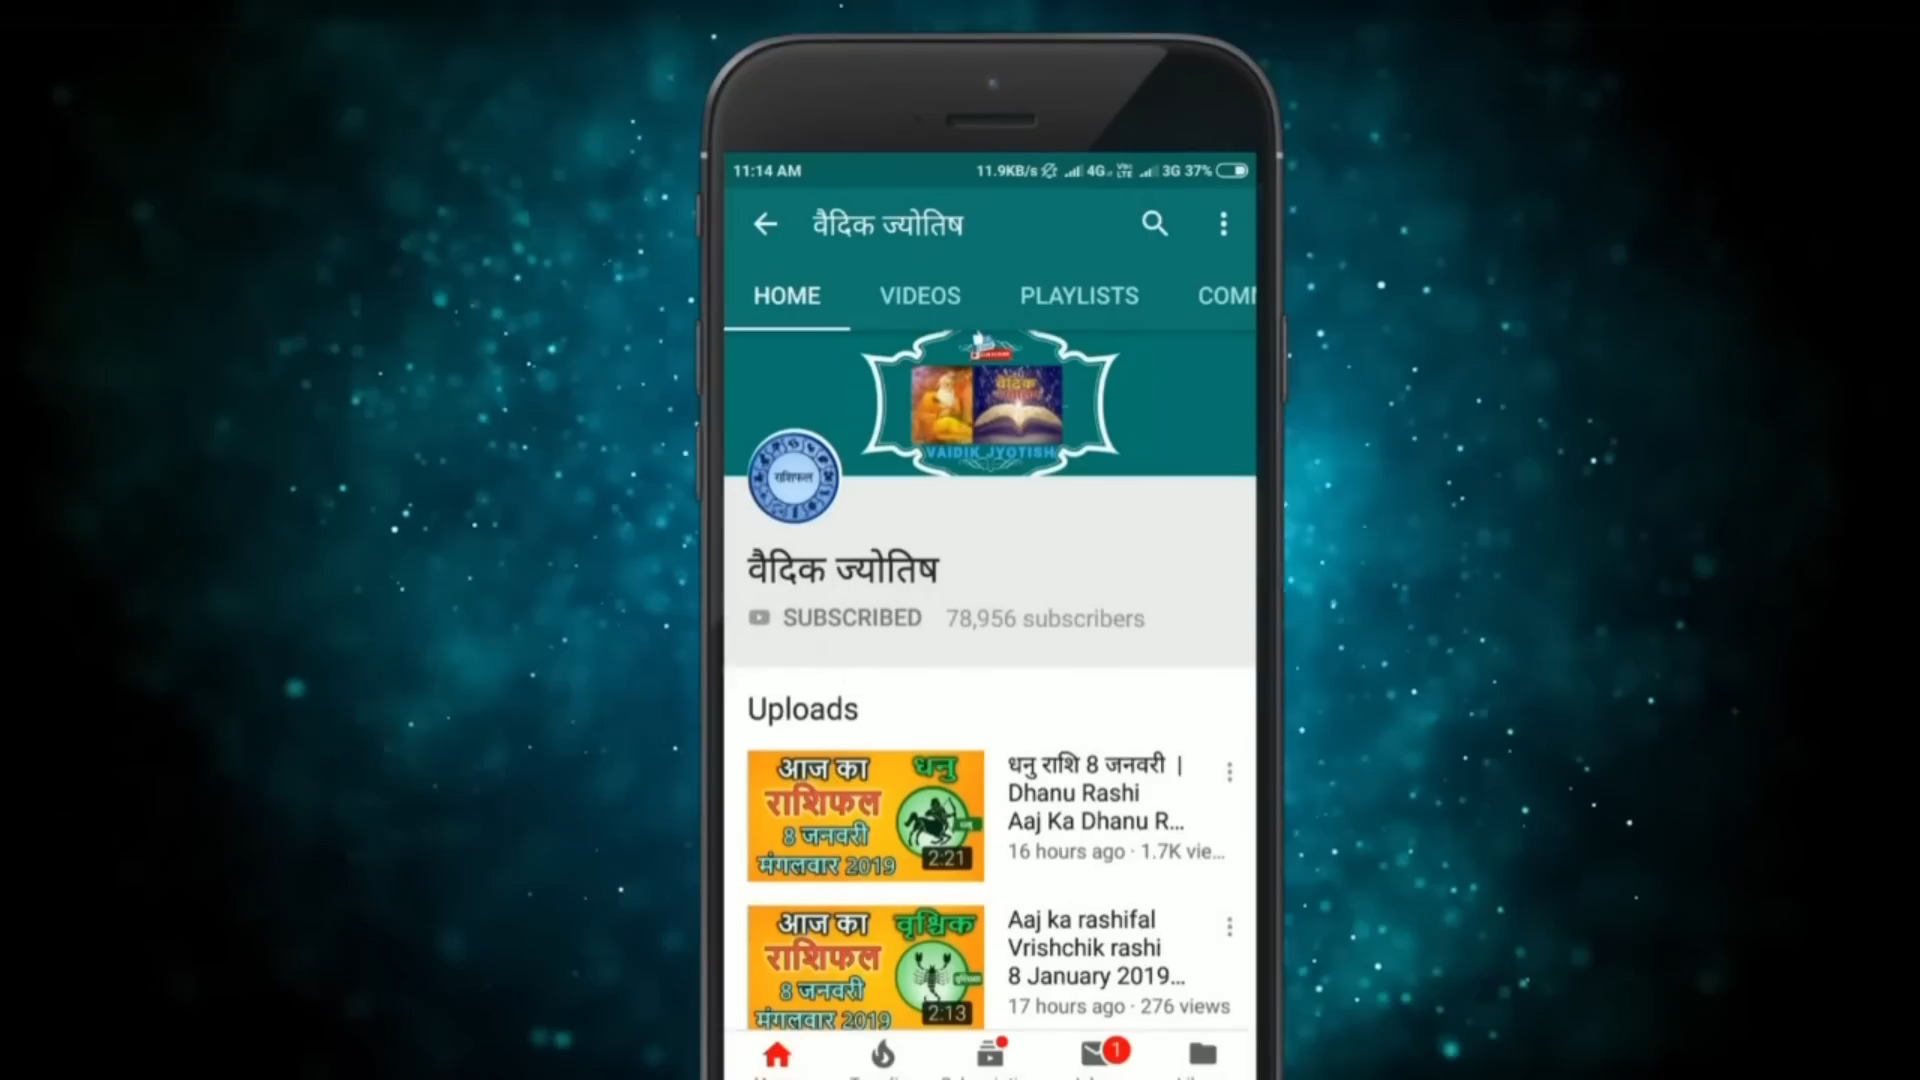 11:14 AM
11.9KB/s 4G VoLTE 3G 37%
वैदिक ज्योतिष
HOME VIDEOS PLAYLISTS COM
वैदिक
VAIDIK JYOTISH
राशिफल
वैदिक ज्योतिष
SUBSCRIBED 78,956 subscribers
Uploads
आज का धनु
राशिफल
8 जनवरी
मंगलवार 2019
2:21
धनु राशि 8 जनवरी |
Dhanu Rashi
Aaj Ka Dhanu R...
16 hours ago · 1.7K vie...
आज का वृश्चिक
राशिफल
8 जनवरी
मंगलवार 2019
2:13
Aaj ka rashifal
Vrishchik rashi
8 January 2019...
17 hours ago · 276 views
1